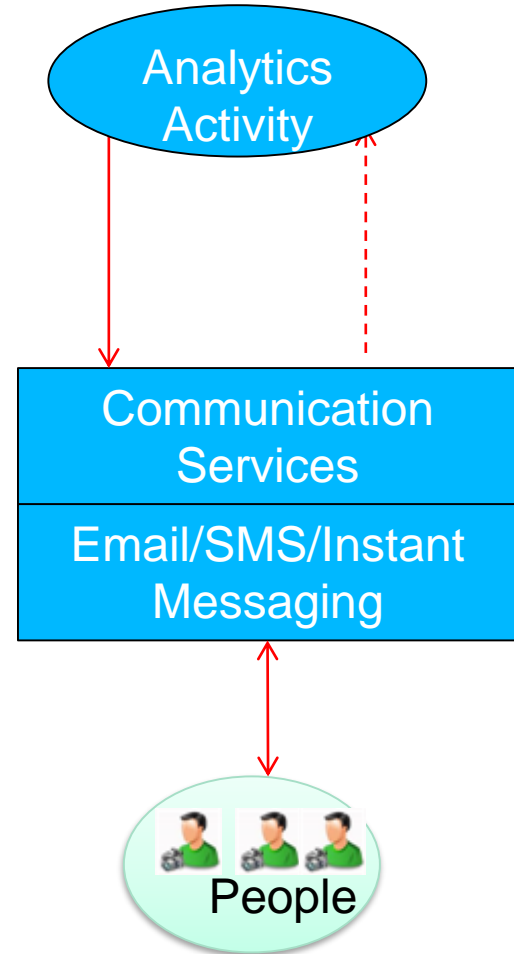 Analytics
Activity
Communication
Services
Email/SMS/Instant
Messaging
People